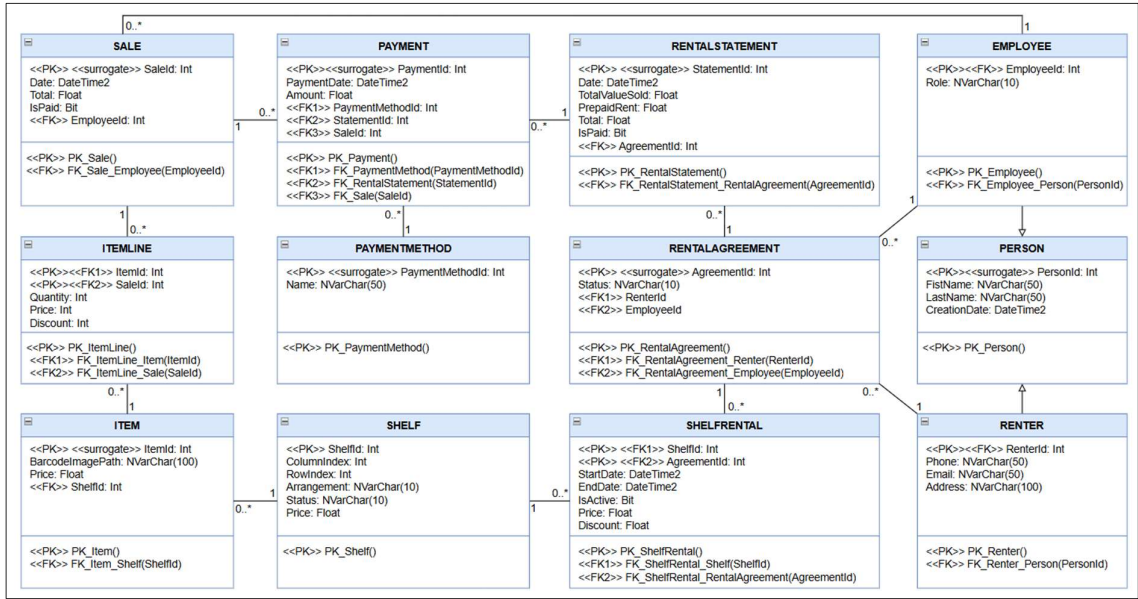 0..*
1
SALE
<<PK>> <<surrogate>> SaleId: Int
Date: DateTime2
Total: Float
IsPaid: Bit
<<FK>> EmployeeId: Int
<<PK>> PK_Sale()
<<FK>> FK_Sale_Employee(EmployeeId)
1
0..*
PAYMENT
<<PK>><<surrogate>> PaymentId: Int
PaymentDate: DateTime2
Amount: Float
<<FK1>> PaymentMethodId: Int
<<FK2>> StatementId: Int
<<FK3>> SaleId: Int
<<PK>> PK_Payment()
<<FK1>> FK_PaymentMethod(PaymentMethodId)
<<FK2>> FK_RentalStatement(StatementId)
<<FK3>> FK_Sale(SaleId)
0..*
1
RENTALSTATEMENT
<<PK>> <<surrogate>> StatementId: Int
Date: DateTime2
TotalValueSold: Float
PrepaidRent: Float
Total: Float
IsPaid: Bit
<<FK>> AgreementId: Int
<<PK>> PK_RentalStatement()
<<FK>> FK_RentalStatement_RentalAgreement(AgreementId)
EMPLOYEE
<<PK>><<FK>> EmployeeId: Int
Role: NVarChar(10)
<<PK>> PK_Employee()
<<FK>> FK_Employee_Person(PersonId)
1
0..*
0..*
1
0..*
1
1
0..*
ITEMLINE
<<PK>><<FK1>> ItemId: Int
<<PK>><<FK2>> SaleId: Int
Quantity: Int
Price: Int
Discount: Int
<<PK>> PK_ItemLine()
<<FK1>> FK_ItemLine_Item(ItemId)
<<FK2>> FK_ItemLine_Sale(SaleId)
PAYMENTMETHOD
<<PK>> <<surrogate>> PaymentMethodId: Int
Name: NVarChar(50)
<<PK>> PK_PaymentMethod()
RENTALAGREEMENT
<<PK>> <<surrogate>> AgreementId: Int
Status: NVarChar(10)
<<FK1>> RenterId
<<FK2>> EmployeeId
<<PK>> PK_RentalAgreement()
<<FK1>> FK_RentalAgreement_Renter(RenterId)
<<FK2>> FK_RentalAgreement_Employee(EmployeeId)
PERSON
<<PK>><<surrogate>> PersonId: Int
FistName: NVarChar(50)
LastName: NVarChar(50)
CreationDate: DateTime2
<<PK>> PK_Person()
0..*
1
1
0..*
0..*
1
ITEM
<<PK>> <<surrogate>> ItemId: Int
BarcodeImagePath: NVarChar(100)
Price: Float
<<FK>> ShelfId: Int
<<PK>> PK_Item()
<<FK>> FK_Item_Shelf(ShelfId)
0..*
1
SHELF
<<PK>> ShelfId: Int
ColumnIndex: Int
RowIndex: Int
Arrangement: NVarChar(10)
Status: NVarChar(10)
Price: Float
<<PK>> PK_Shelf()
1
0..*
SHELFRENTAL
<<PK>> <<FK1>> ShelfId: Int
<<PK>> <<FK2>> AgreementId: Int
StartDate: DateTime2
EndDate: DateTime2
IsActive: Bit
Price: Float
Discount: Float
<<PK>> PK_ShelfRental()
<<FK1>> FK_ShelfRental_Shelf(ShelfId)
<<FK2>> FK_ShelfRental_RentalAgreement(AgreementId)
RENTER
<<PK>><<FK>> RenterId: Int
Phone: NVarChar(50)
Email: NVarChar(50)
Address: NVarChar(100)
<<PK>> PK_Renter()
<<FK>> FK_Renter_Person(PersonId)